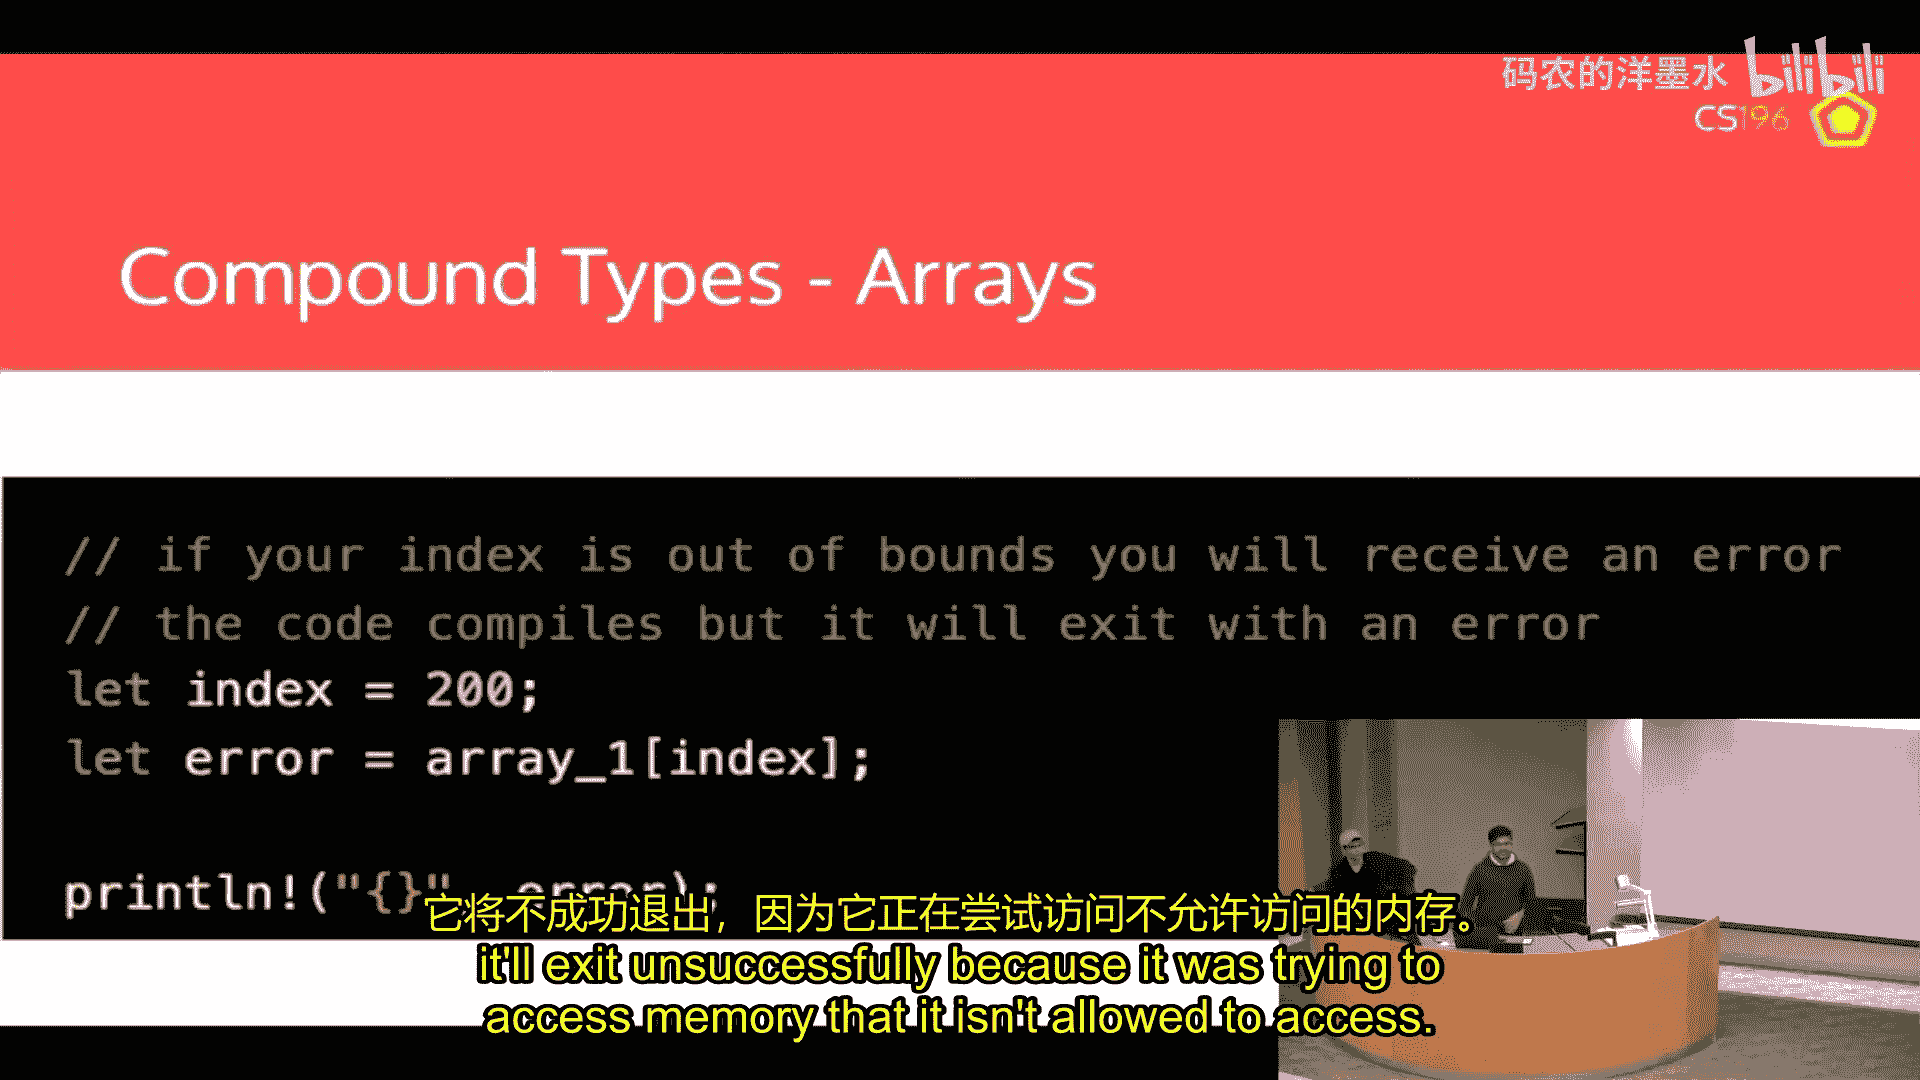 码农的洋墨水 bilibili
CS196
Compound Types - Arrays
// if your index is out of bounds you will receive an error
// the code compiles but it will exit with an error
let index = 200;
let error = array_1[index];
println!("{}", error);
它将不成功退出，因为它正在尝试访问不允许访问的内存。
it'll exit unsuccessfully because it was trying to
access memory that it isn't allowed to access.